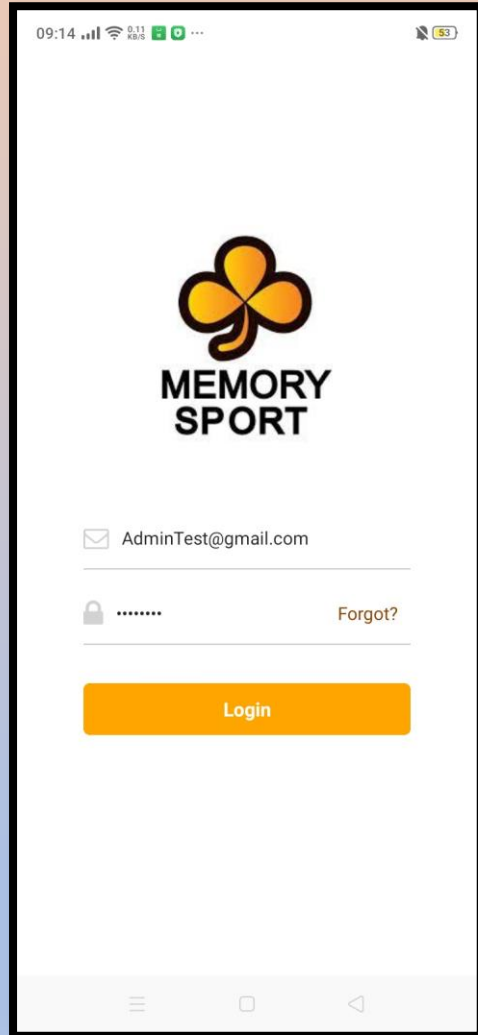 09:14 0.11 KB/S ... 53
MEMORY
SPORT
AdminTest@gmail.com
•••••••• Forgot?
Login